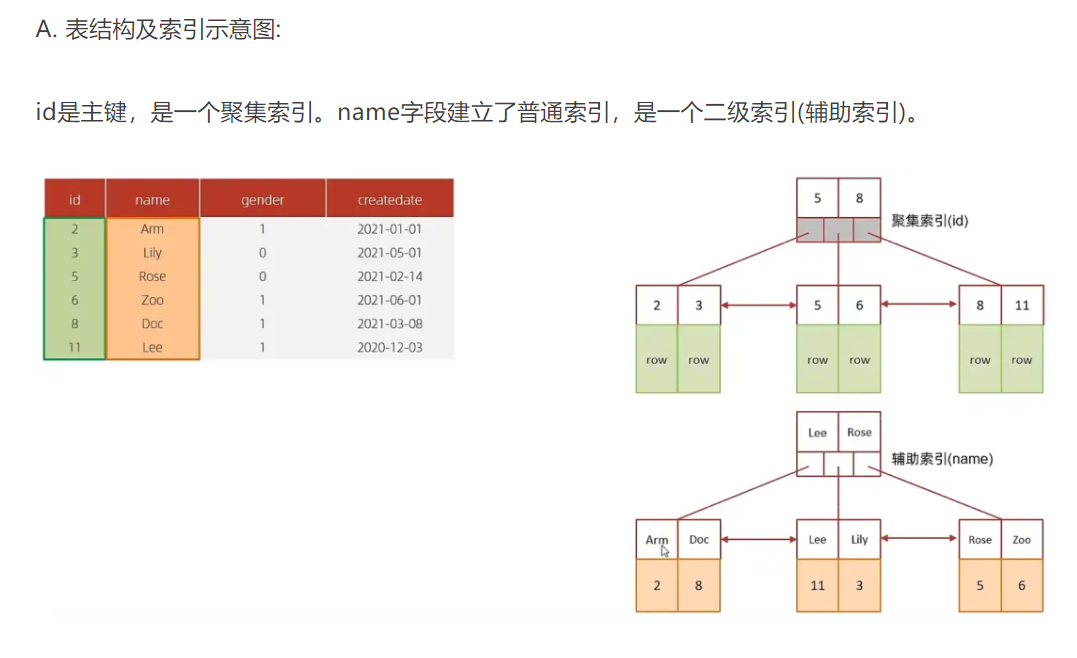 A. 表结构及索引示意图:
id是主键，是一个聚集索引。name字段建立了普通索引，是一个二级索引(辅助索引)。
id name gender createdate
2 Arm 1 2021-01-01
3 Lily 0 2021-05-01
5 Rose 0 2021-02-14
6 Zoo 1 2021-06-01
8 Doc 1 2021-03-08
11 Lee 1 2020-12-03
5 8
聚集索引(id)
2 3 5 6 8 11
row row row row row row
Lee Rose
辅助索引(name)
Arm Doc Lee Lily Rose Zoo
2 8 11 3 5 6